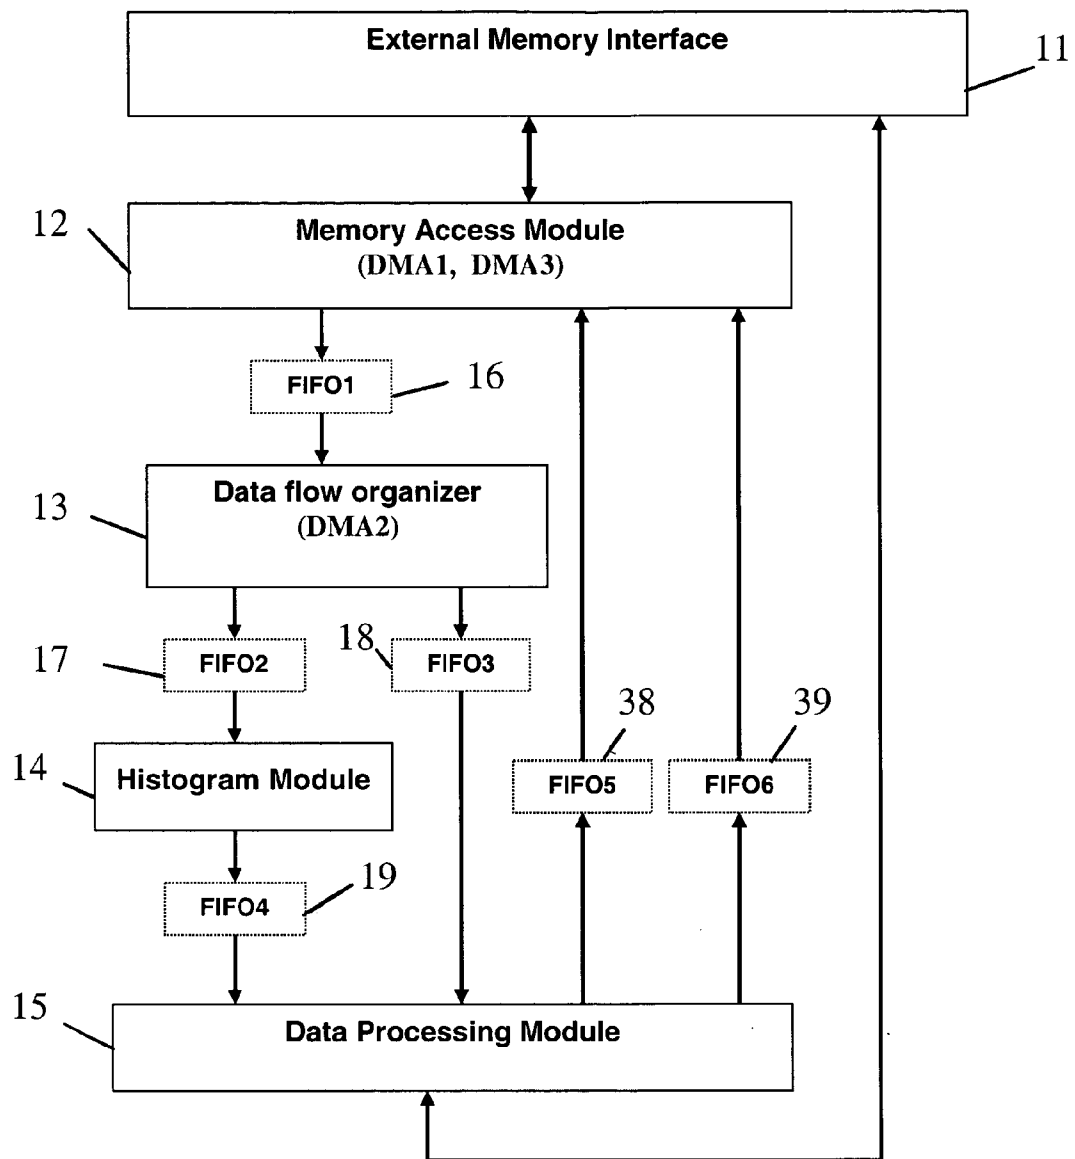 External Memory Interface
11
12
Memory Access Module
(DMA1, DMA3)
FIFO1
16
13
Data flow organizer
(DMA2)
17
FIFO2
18
FIFO3
38
39
14
Histogram Module
FIFO5
FIFO6
19
FIFO4
15
Data Processing Module